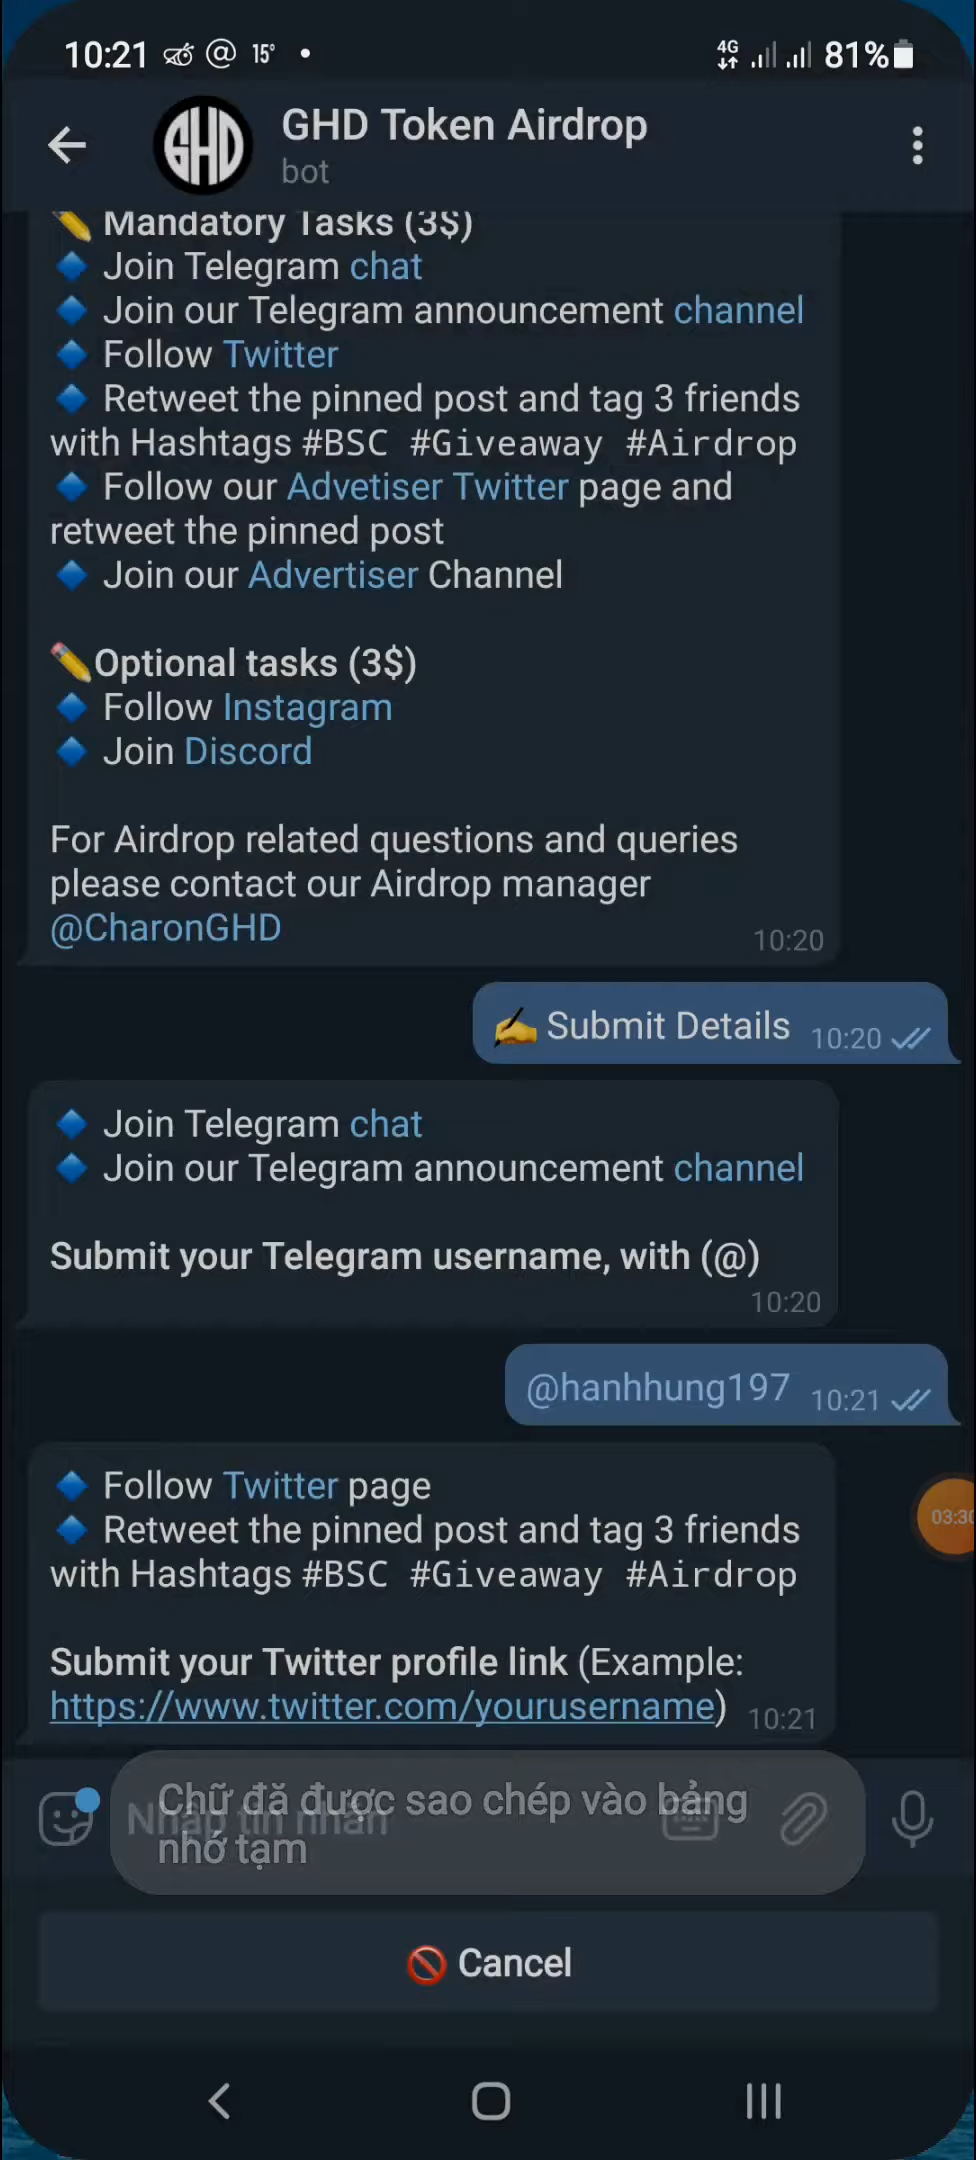 10:21 @ 15° • 4G 81%
GHD GHD Token Airdrop
bot
Mandatory Tasks (3$)
Join Telegram chat
Join our Telegram announcement channel
Follow Twitter
Retweet the pinned post and tag 3 friends
with Hashtags #BSC #Giveaway #Airdrop
Follow our Advetiser Twitter page and
retweet the pinned post
Join our Advertiser Channel
Optional tasks (3$)
Follow Instagram
Join Discord
For Airdrop related questions and queries
please contact our Airdrop manager
@CharonGHD
10:20
Submit Details 10:20
Join Telegram chat
Join our Telegram announcement channel
Submit your Telegram username, with (@)
10:20
@hanhhung197 10:21
Follow Twitter page
Retweet the pinned post and tag 3 friends
with Hashtags #BSC #Giveaway #Airdrop
03:30
Submit your Twitter profile link (Example:
https://www.twitter.com/yourusername) 10:21
Nhập tin nhắn
Chữ đã được sao chép vào bảng
nhớ tạm
Cancel